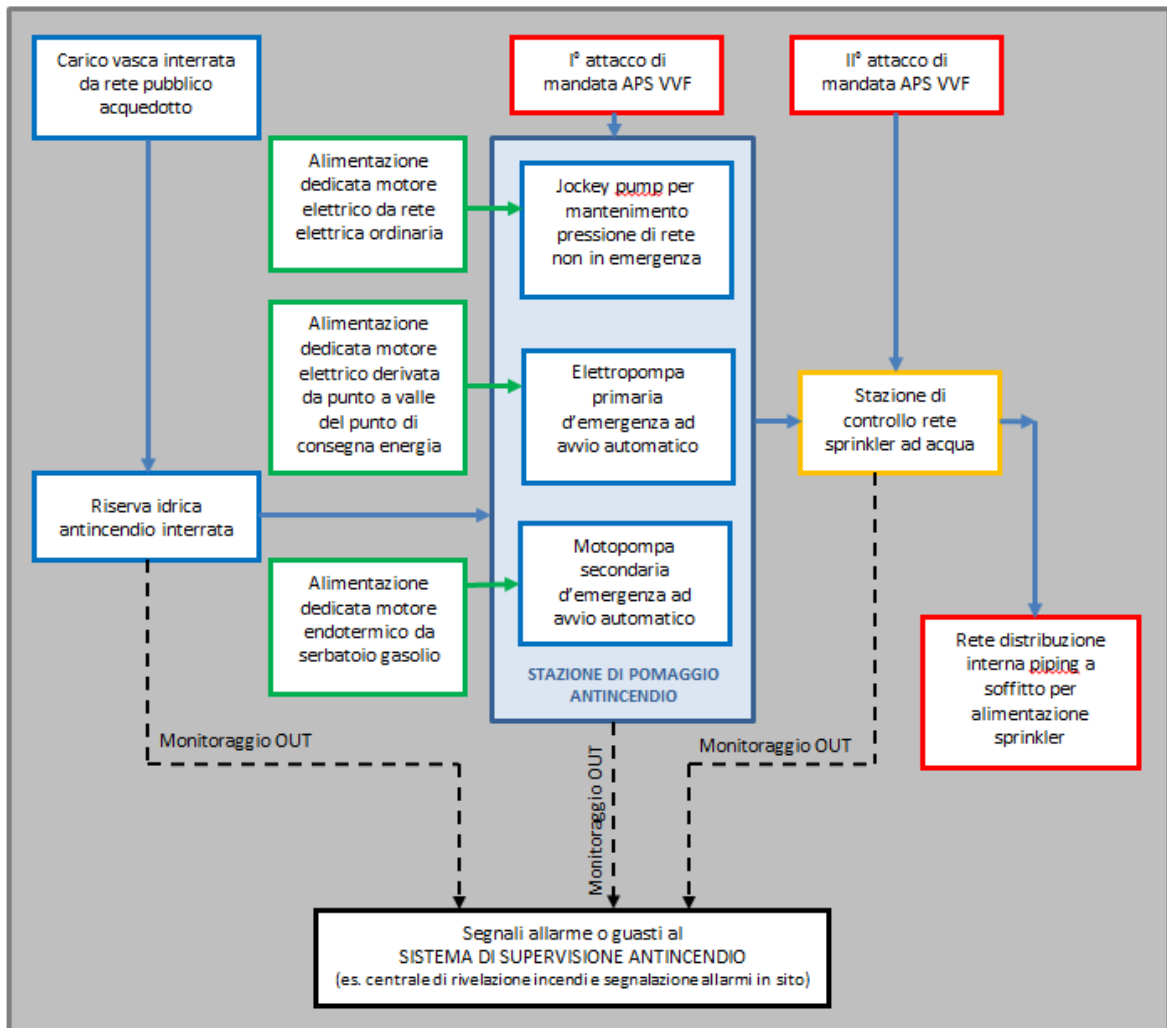 Carico vasca interrata
da rete pubblico
acquedotto
I° attacco di
mandata APS VVF
II° attacco di
mandata APS VVF
Alimentazione
dedicata motore
elettrico da rete
elettrica ordinaria
Jockey pump per
mantenimento
pressione di rete
non in emergenza
Alimentazione
dedicata motore
elettrico derivata
da punto a valle
del punto di
consegna energia
Elettropompa
primaria
d'emergenza ad
avvio automatico
Stazione di
controllo rete
sprinkler ad acqua
Riserva idrica
antincendio interrata
Motopompa
secondaria
d'emergenza ad
avvio automatico
Alimentazione
dedicata motore
endotermico da
serbatoio gasolio
STAZIONE DI POMAGGIO
ANTINCENDIO
Rete distribuzione
interna piping a
soffitto per
alimentazione
sprinkler
Monitoraggio OUT
Monitoraggio OUT
Monitoraggio OUT
Segnali allarme o guasti al
SISTEMA DI SUPERVISIONE ANTINCENDIO
(es. centrale di rivelazione incendi e segnalazione allarmi in sito)